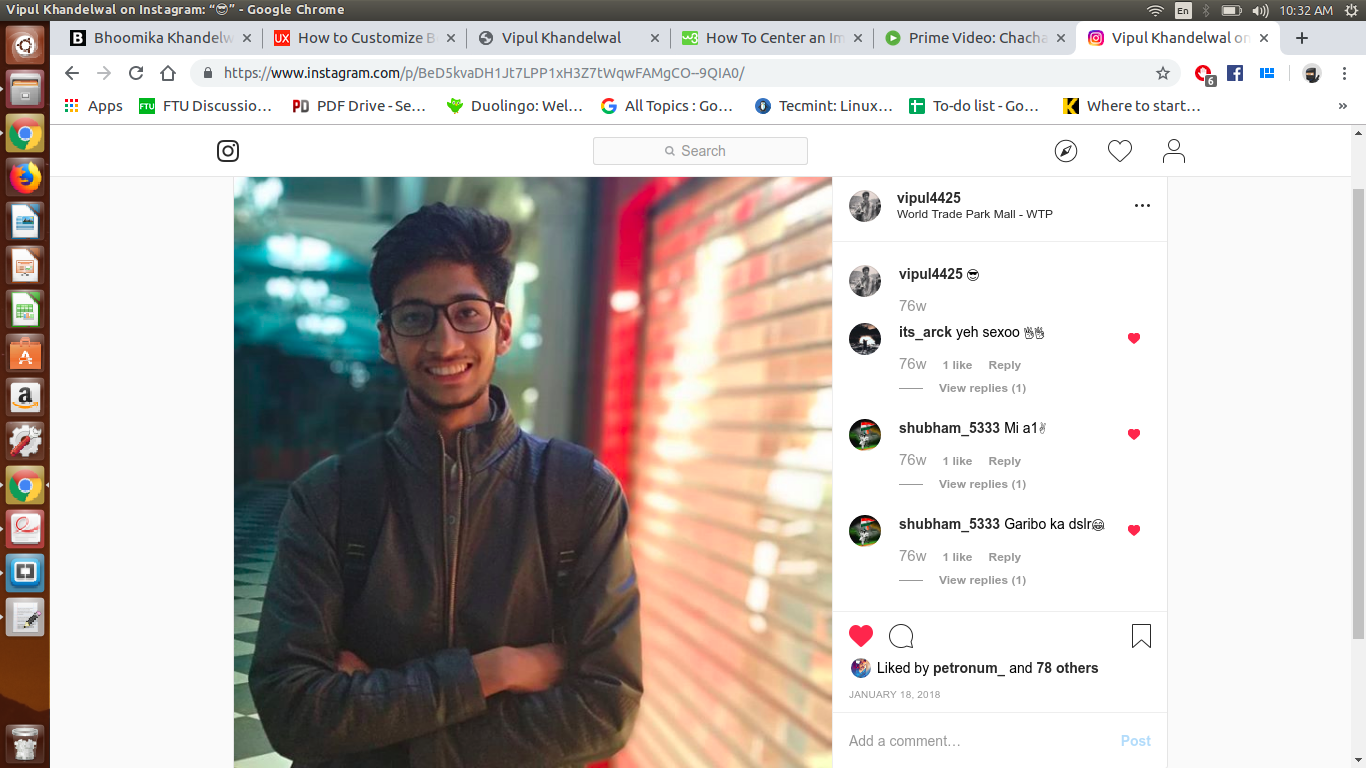 Vipul Khandelwal on Instagram: “😎” - Google Chrome
En
10:32 AM
Bhoomika Khandelw
How to Customize B
Vipul Khandelwal
How To Center an Im
Prime Video: Chacha
Vipul Khandelwal on
https://www.instagram.com/p/BeD5kvaDH1Jt7LPP1xH3Z7tWqwFAMgCO--9QIA0/
6
Apps
FTU Discussio...
PDF Drive - Se...
Duolingo: Wel...
All Topics : Go...
Tecmint: Linux...
To-do list - Go...
Where to start...
»
Search
vipul4425
World Trade Park Mall - WTP
vipul4425 😎
76w
its_arck yeh sexoo 👌👌
76w 1 like Reply
View replies (1)
shubham_5333 Mi a1✌
76w 1 like Reply
View replies (1)
shubham_5333 Garibo ka dslr😂
76w 1 like Reply
View replies (1)
Liked by petronum_ and 78 others
JANUARY 18, 2018
Add a comment...
Post